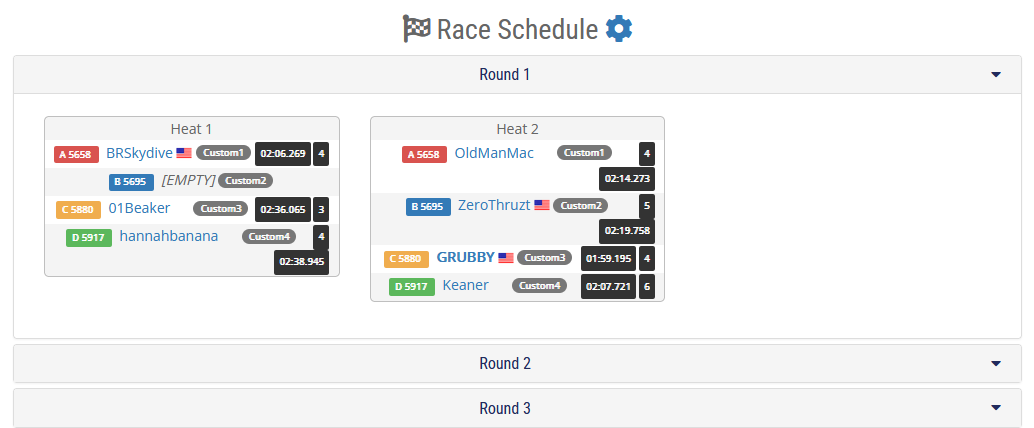 Race Schedule
Round 1
Heat 1
A 5658 BRSkydive Custom1 02:06.269 4
B 5695 [EMPTY] Custom2
C 5880 01Beaker Custom3 02:36.065 3
D 5917 hannahbanana Custom4 4
02:38.945
Heat 2
A 5658 OldManMac Custom1 4
02:14.273
B 5695 ZeroThruzt Custom2 5
02:19.758
C 5880 GRUBBY Custom3 01:59.195 4
D 5917 Keaner Custom4 02:07.721 6
Round 2
Round 3